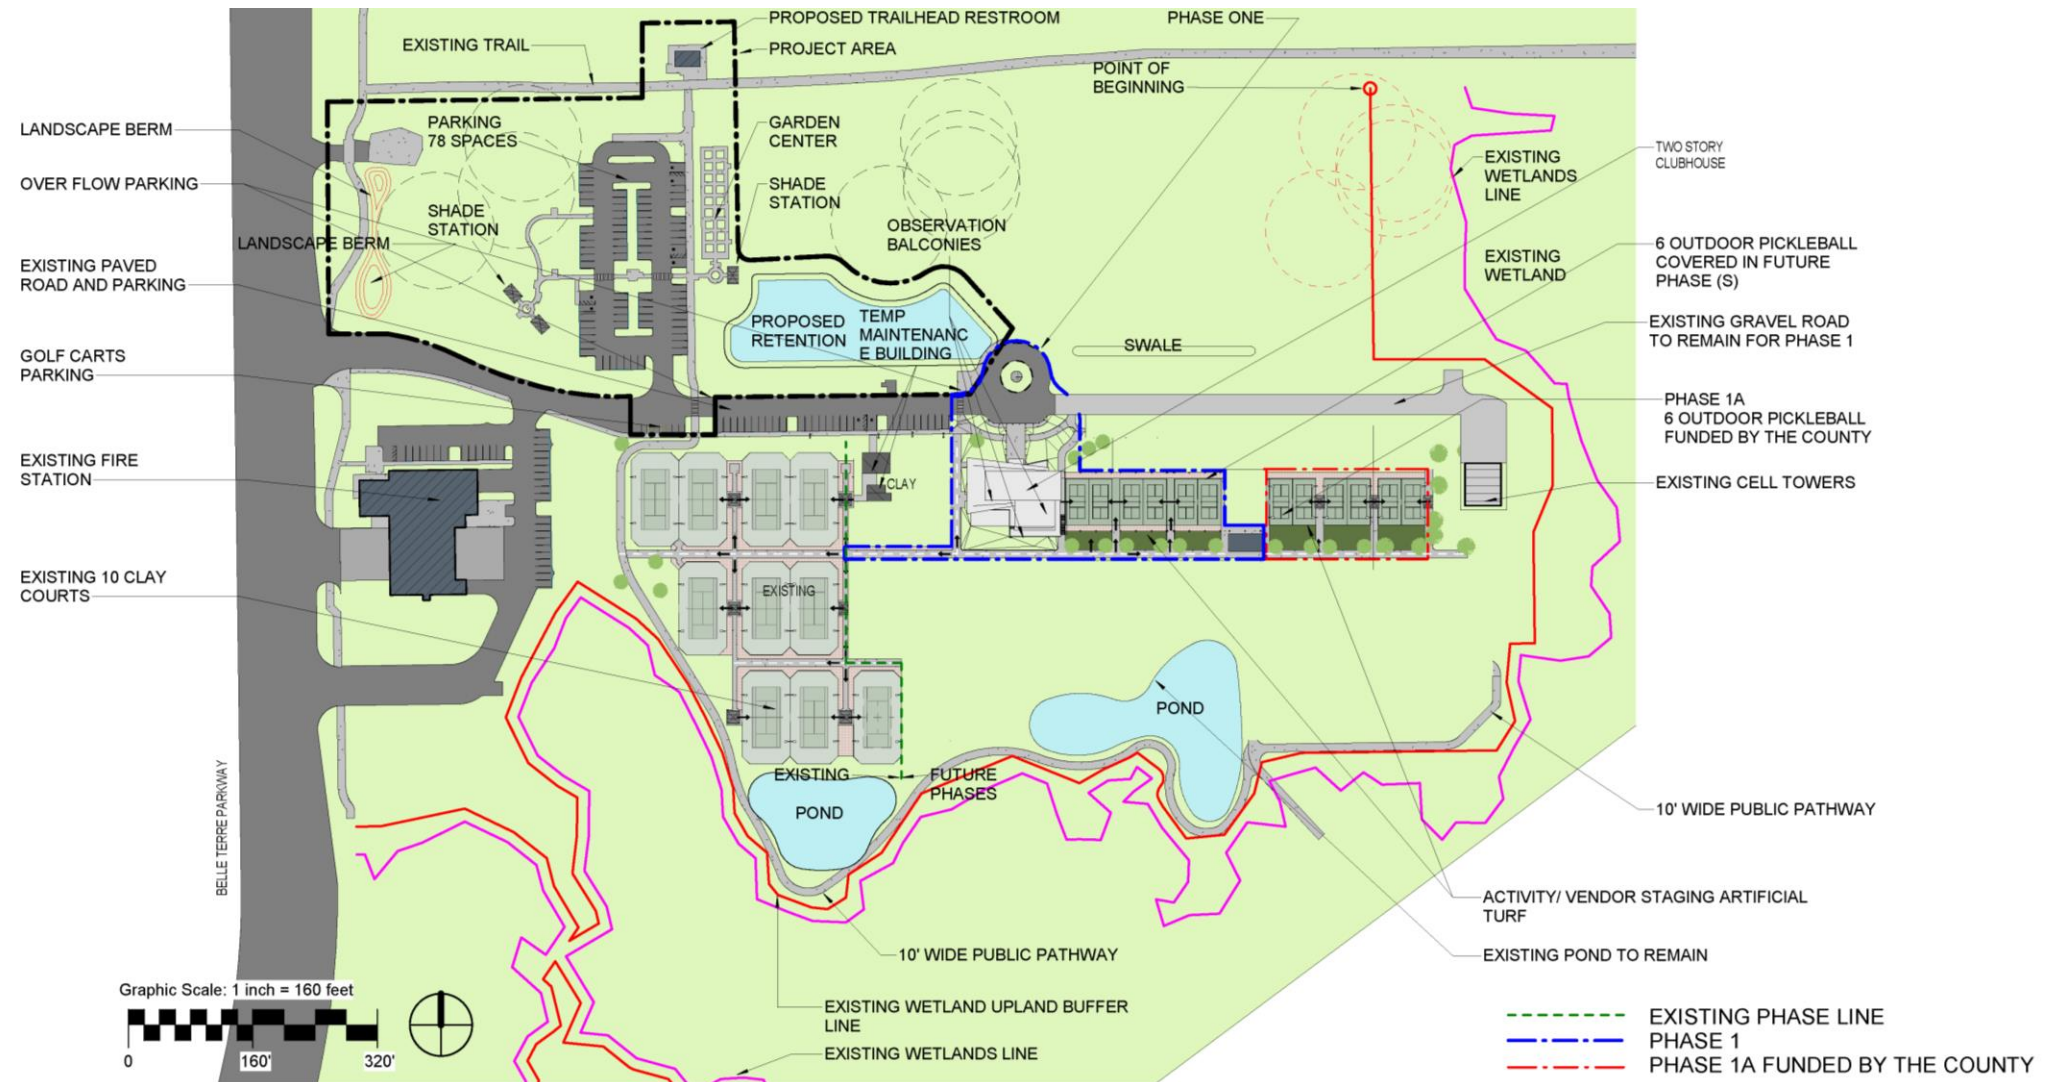 PROPOSED TRAILHEAD RESTROOM
PHASE ONE
EXISTING TRAIL
PROJECT AREA
POINT OF
BEGINNING
LANDSCAPE BERM
PARKING
78 SPACES
GARDEN
CENTER
TWO STORY
CLUBHOUSE
EXISTING
WETLANDS
LINE
OVER FLOW PARKING
SHADE
STATION
SHADE
STATION
OBSERVATION
BALCONIES
LANDSCAPE BERM
6 OUTDOOR PICKLEBALL
COVERED IN FUTURE
PHASE (S)
EXISTING
WETLAND
EXISTING PAVED
ROAD AND PARKING
PROPOSED
RETENTION
TEMP
MAINTENANC
E BUILDING
SWALE
EXISTING GRAVEL ROAD
TO REMAIN FOR PHASE 1
GOLF CARTS
PARKING
PHASE 1A
6 OUTDOOR PICKLEBALL
FUNDED BY THE COUNTY
EXISTING FIRE
STATION
CLAY
EXISTING CELL TOWERS
EXISTING 10 CLAY
COURTS
EXISTING
POND
EXISTING
FUTURE
PHASES
POND
BELLE TERRE PARKWAY
10' WIDE PUBLIC PATHWAY
ACTIVITY/ VENDOR STAGING ARTIFICIAL
TURF
10' WIDE PUBLIC PATHWAY
EXISTING POND TO REMAIN
Graphic Scale: 1 inch = 160 feet
0
160'
320'
EXISTING WETLAND UPLAND BUFFER
LINE
EXISTING WETLANDS LINE
EXISTING PHASE LINE
PHASE 1
PHASE 1A FUNDED BY THE COUNTY